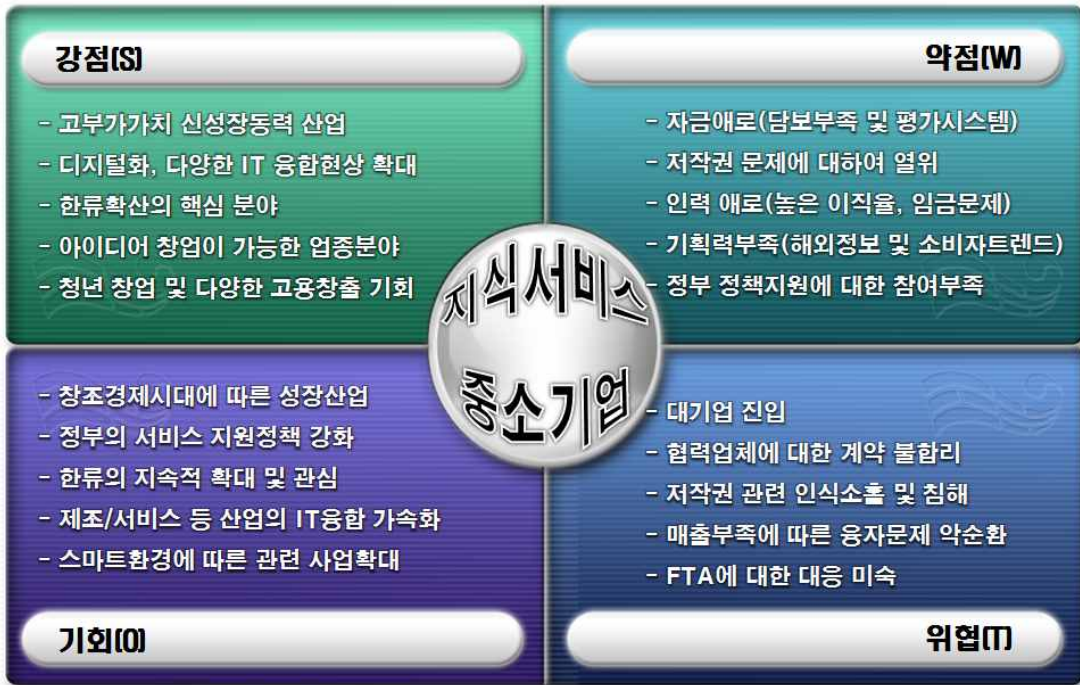 강점(S)
- 고부가가치 신성장동력 산업
- 디지털화, 다양한 IT 융합현상 확대
- 한류확산의 핵심 분야
- 아이디어 창업이 가능한 업종분야
- 청년 창업 및 다양한 고용창출 기회
약점(W)
- 자금애로(담보부족 및 평가시스템)
- 저작권 문제에 대하여 열위
- 인력 애로(높은 이직율, 임금문제)
- 기획력부족(해외정보 및 소비자트렌드)
- 정부 정책지원에 대한 참여부족
지식서비스
중소기업
- 창조경제시대에 따른 성장산업
- 정부의 서비스 지원정책 강화
- 한류의 지속적 확대 및 관심
- 제조/서비스 등 산업의 IT융합 가속화
- 스마트환경에 따른 관련 사업확대
기회(O)
- 대기업 진입
- 협력업체에 대한 계약 불합리
- 저작권 관련 인식소홀 및 침해
- 매출부족에 따른 융자문제 악순환
- FTA에 대한 대응 미숙
위협(T)